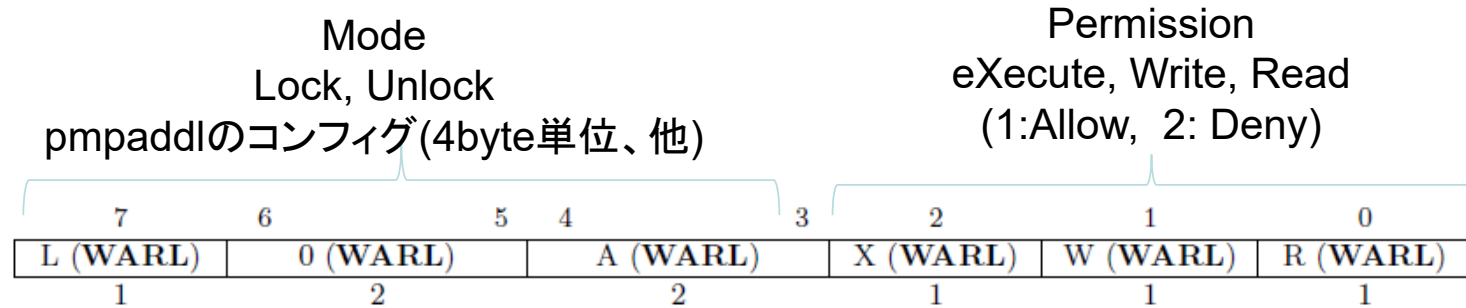 Mode
Lock, Unlock
pmpaddlのコンフィグ(4byte単位、他)
Permission
eXecute, Write, Read
(1:Allow, 2: Deny)
7 6 5 4 3 2 1 0
L (WARL) 0 (WARL) A (WARL) X (WARL) W (WARL) R (WARL)
1 2 2 1 1 1